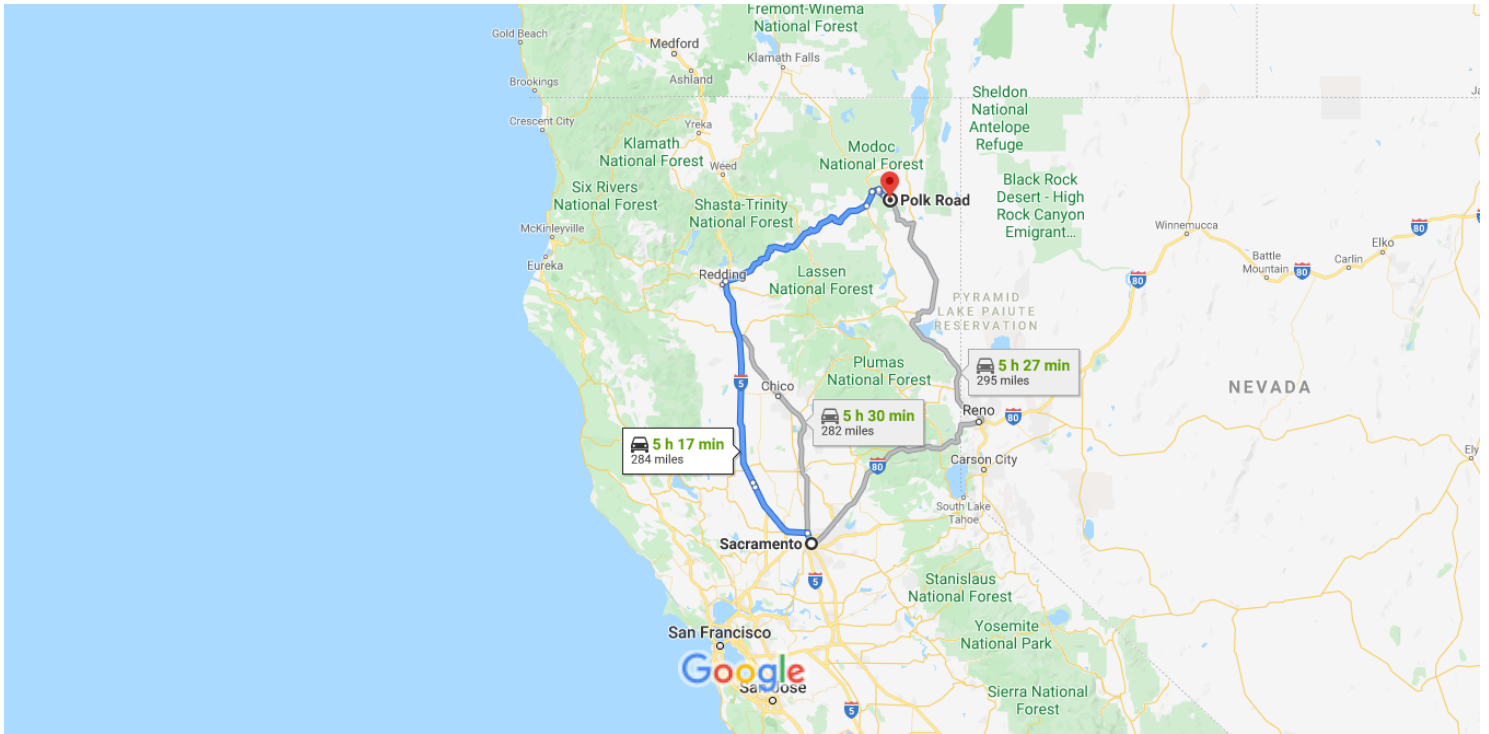 Fremont-Winema
National Forest
Gold Beach
Medford
Klamath Falls
Ashland
Brookings
Sheldon
National
Antelope
Refuge
Crescent City
Yreka
Klamath
National Forest
Weed
Modoc
National Forest
Six Rivers
National Forest
Shasta-Trinity
National Forest
Polk Road
Black Rock
Desert - High
Rock Canyon
Emigrant...
McKinleyville
Eureka
Redding
Lassen
National Forest
Winnemucca
80
Battle
Mountain
80
Carlin
Elko
80
PYRAMID
LAKE PAIUTE
RESERVATION
Plumas
National Forest
5 h 27 min
295 miles
5
Chico
5 h 30 min
282 miles
Reno
80
NEVADA
5 h 17 min
284 miles
80
Carson City
Ely
South Lake
Tahoe
Sacramento
5
Stanislaus
National Forest
Yosemite
National Park
San Francisco
Google
San Jose
Sierra National
Forest
5